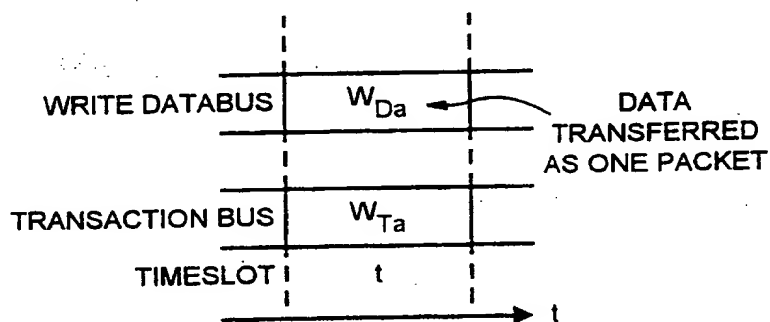 WRITE DATABUS
W_Da
DATA
TRANSFERRED
AS ONE PACKET
TRANSACTION BUS
W_Ta
TIMESLOT
t
t